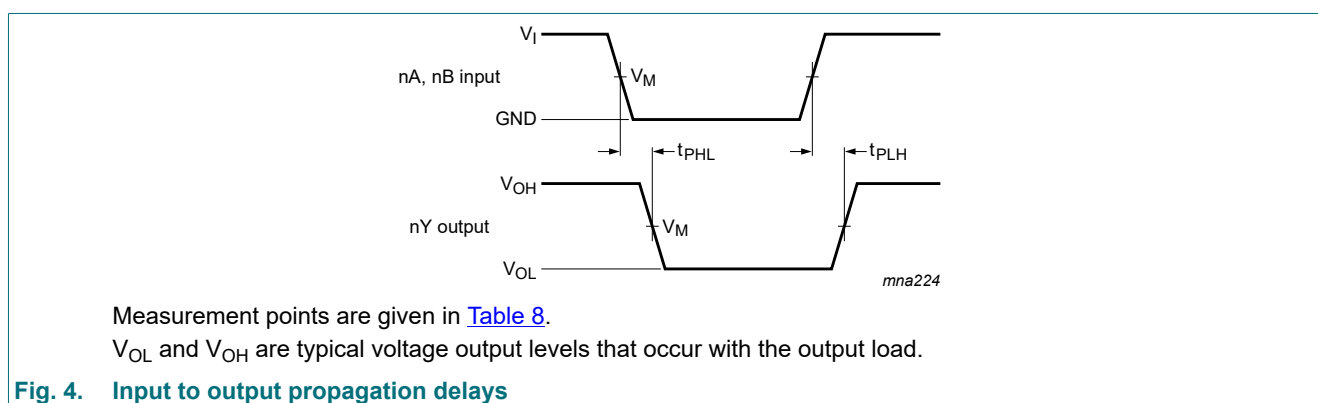 V_I
nA, nB input
V_M
GND
t_PHL
t_PLH
V_OH
nY output
V_M
V_OL
mna224
Measurement points are given in Table 8.
V_OL and V_OH are typical voltage output levels that occur with the output load.
Fig. 4. Input to output propagation delays